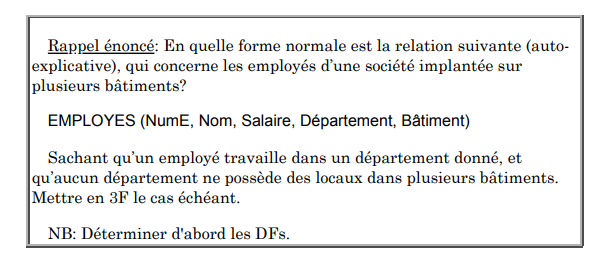 Rappel énoncé: En quelle forme normale est la relation suivante (auto-
explicative), qui concerne les employés d'une société implantée sur
plusieurs bâtiments?
EMPLOYES (NumE, Nom, Salaire, Département, Bâtiment)
Sachant qu'un employé travaille dans un département donné, et
qu'aucun département ne possède des locaux dans plusieurs bâtiments.
Mettre en 3F le cas échéant.
NB: Déterminer d'abord les DFs.